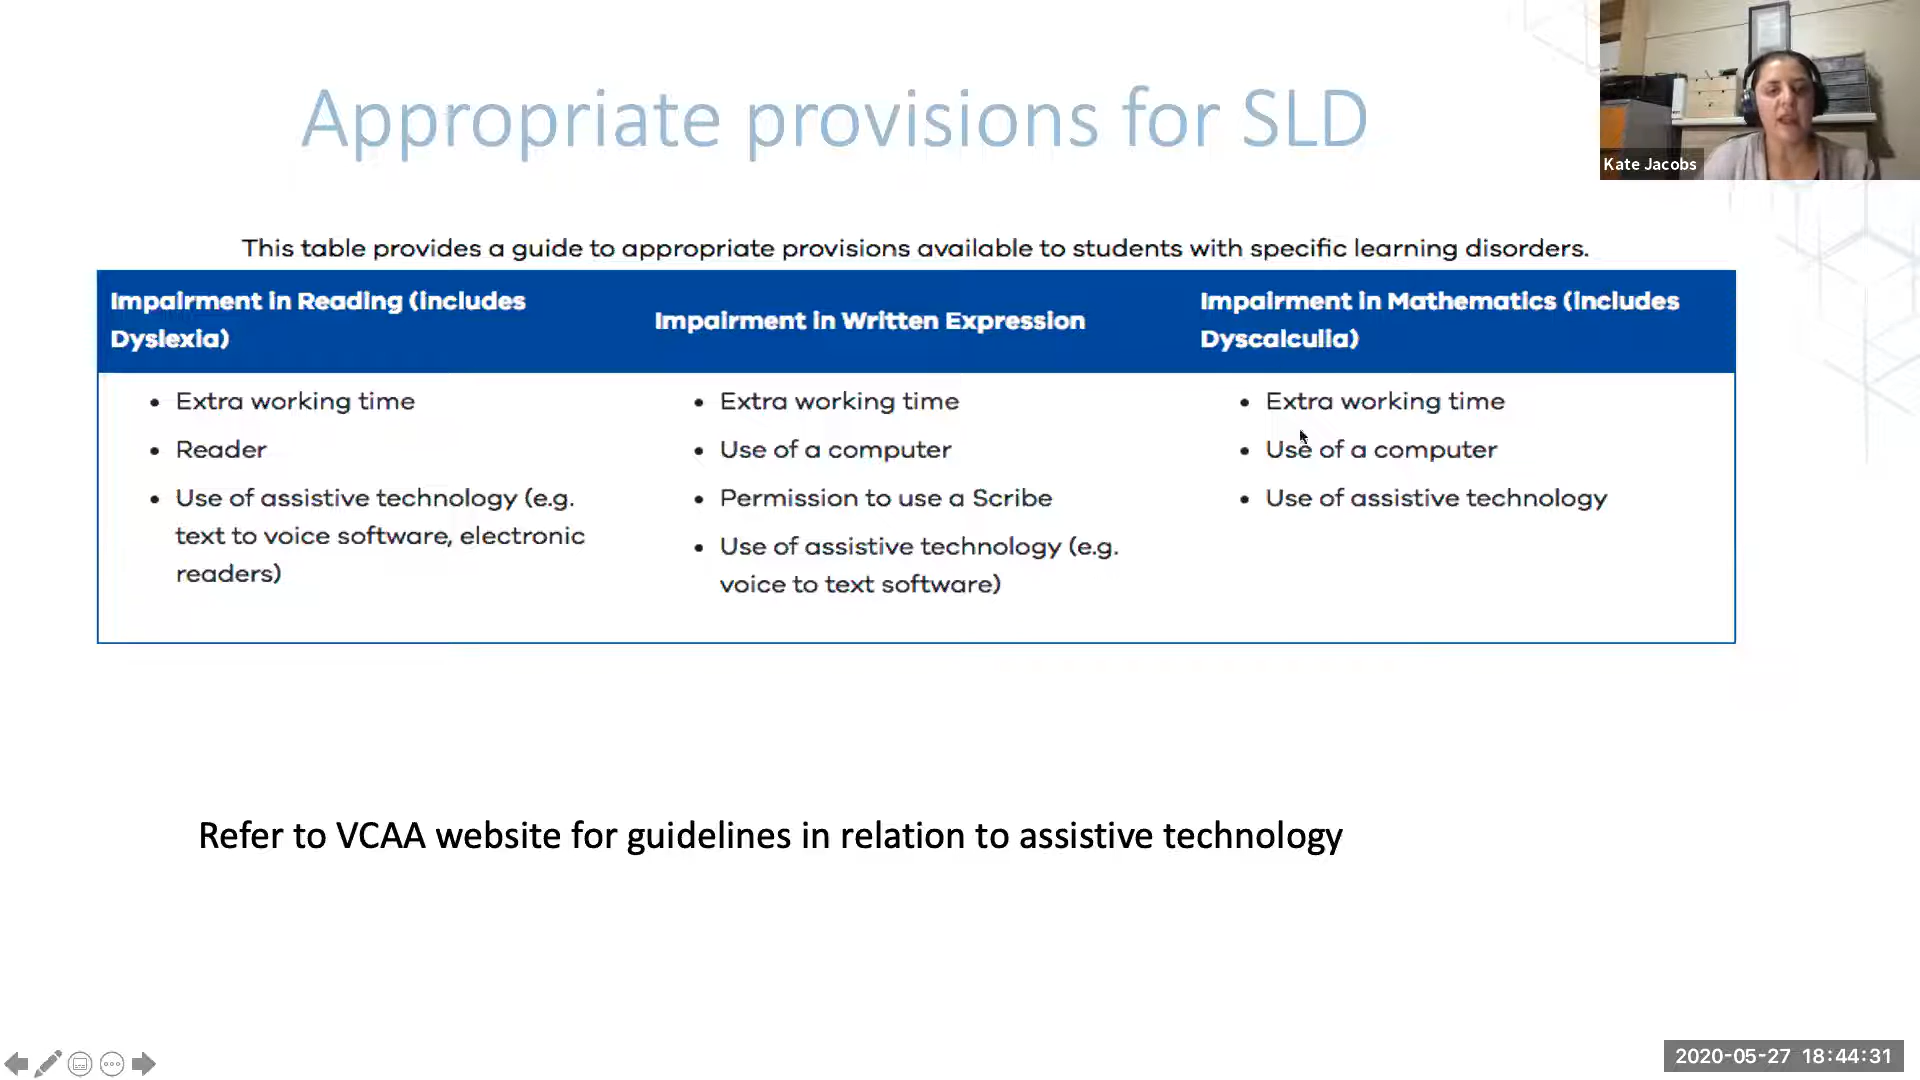 Appropriate provisions for SLD
Kate Jacobs
This table provides a guide to appropriate provisions available to students with specific learning disorders.
Impairment in Reading (includes
Dyslexia)
Impairment in Written Expression
Impairment in Mathematics (includes
Dyscalculia)
• Extra working time
• Reader
• Use of assistive technology (e.g.
text to voice software, electronic
readers)
• Extra working time
• Use of a computer
• Permission to use a Scribe
• Use of assistive technology (e.g.
voice to text software)
• Extra working time
• Use of a computer
• Use of assistive technology
Refer to VCAA website for guidelines in relation to assistive technology
2020-05-27 18:44:31